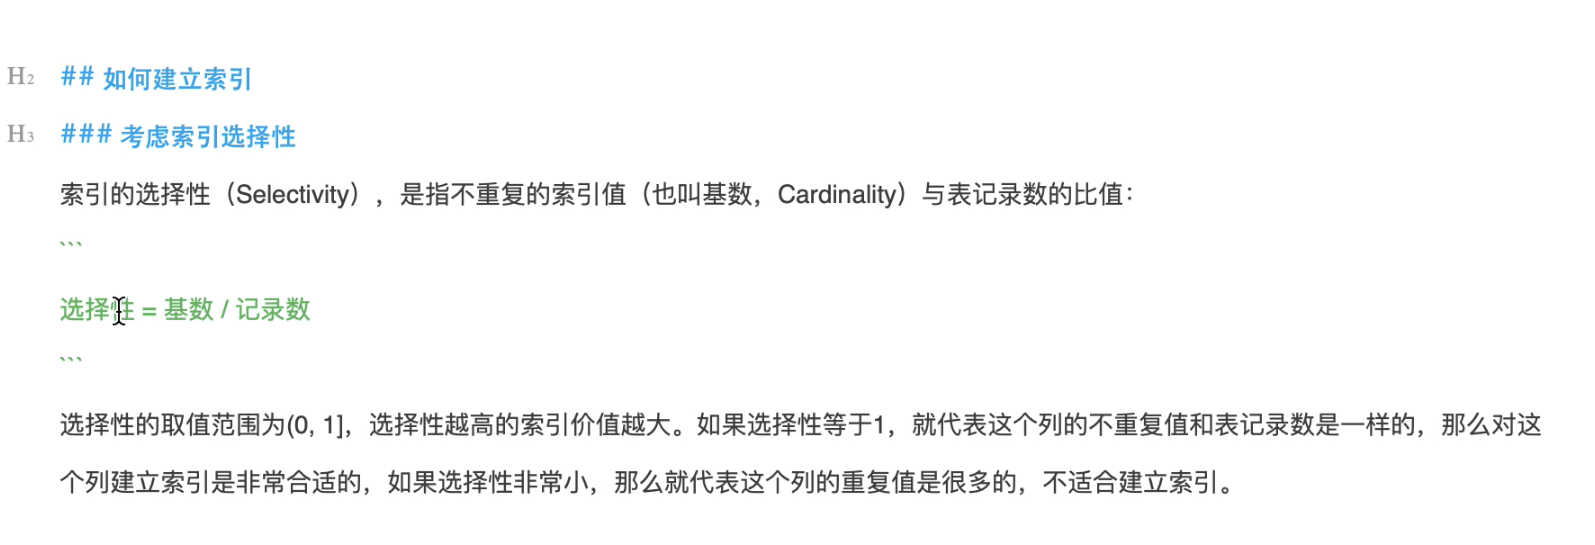 H2 ## 如何建立索引
H3 ### 考虑索引选择性
索引的选择性（Selectivity），是指不重复的索引值（也叫基数，Cardinality）与表记录数的比值：
```
选择性 = 基数 / 记录数
```
选择性的取值范围为(0, 1]，选择性越高的索引价值越大。如果选择性等于1，就代表这个列的不重复值和表记录数是一样的，那么对这
个列建立索引是非常合适的，如果选择性非常小，那么就代表这个列的重复值是很多的，不适合建立索引。